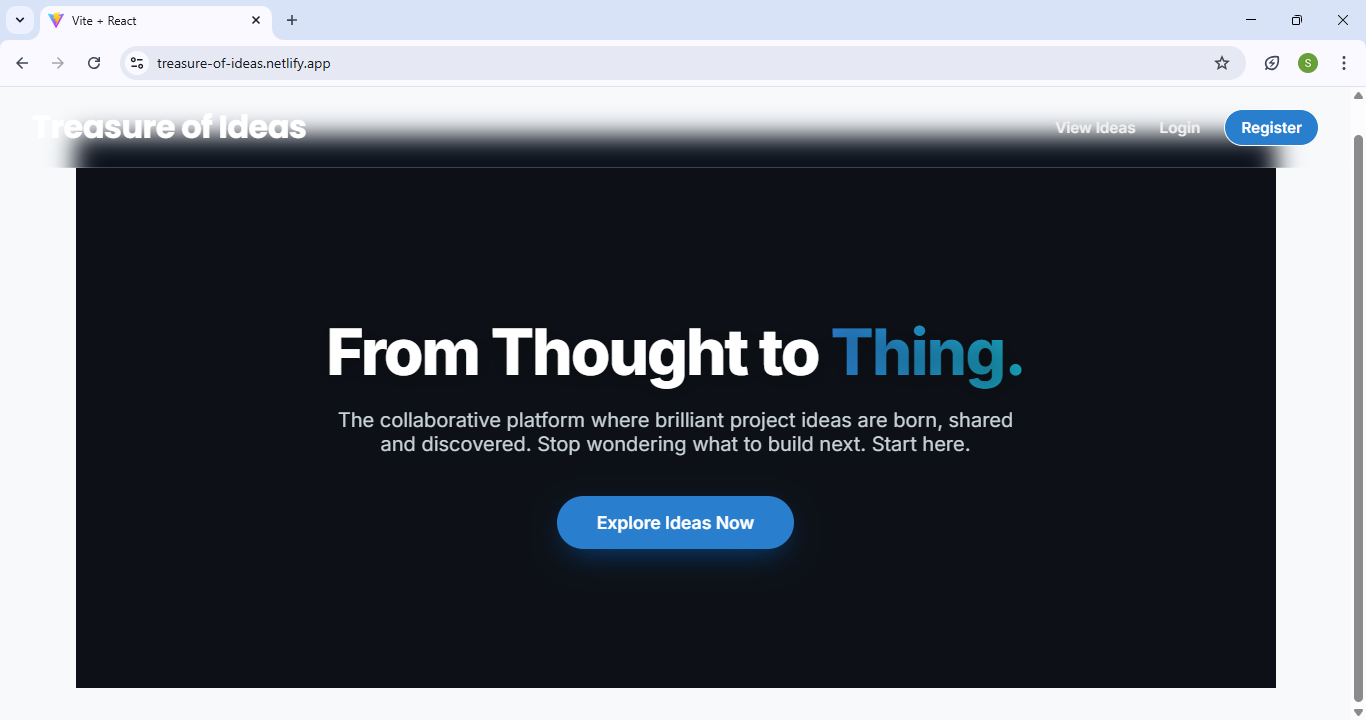 Vite + React
treasure-of-ideas.netlify.app
S
Treasure of Ideas
View Ideas
Login
Register
From Thought to Thing.
The collaborative platform where brilliant project ideas are born, shared
and discovered. Stop wondering what to build next. Start here.
Explore Ideas Now